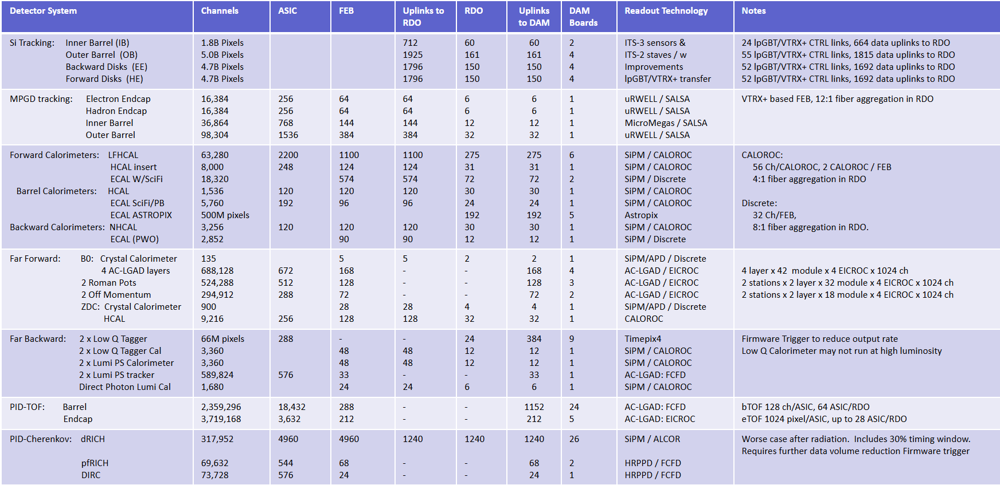 Detector System Channels ASIC FEB Uplinks to RDO RDO Uplinks to DAM DAM Boards Readout Technology Notes
Si Tracking: Inner Barrel (IB) 1.8B Pixels 712 60 60 2 ITS-3 sensors & 24 lpGBT/VTRX+ CTRL links, 664 data uplinks to RDO
Outer Barrel (OB) 5.0B Pixels 1925 161 161 4 ITS-2 staves / w 55 lpGBT/VTRX+ CTRL links, 1815 data uplinks to RDO
Backward Disks (EE) 4.7B Pixels 1796 150 150 4 Improvements 52 lpGBT/VTRX+ CTRL links, 1692 data uplinks to RDO
Forward Disks (HE) 4.7B Pixels 1796 150 150 4 lpGBT/VTRX+ transfer 52 lpGBT/VTRX+ CTRL links, 1692 data uplinks to RDO
MPGD tracking: Electron Endcap 16,384 256 64 64 6 6 1 uRWELL / SALSA VTRX+ based FEB, 12:1 fiber aggregation in RDO
Hadron Endcap 16,384 256 64 64 6 6 1 uRWELL / SALSA
Inner Barrel 36,864 768 144 144 12 12 1 MicroMegas / SALSA
Outer Barrel 98,304 1536 384 384 32 32 1 uRWELL / SALSA
Forward Calorimeters: LFHCAL 63,280 2200 1100 1100 275 275 6 SiPM / CALOROC CALOROC:
HCAL insert 8,000 248 124 124 31 31 1 SiPM / CALOROC 56 Ch/CALOROC, 2 CALOROC / FEB
ECAL W/SciFi 18,320 574 574 72 72 2 SiPM / Discrete 4:1 fiber aggregation in RDO
Barrel Calorimeters: HCAL 1,536 120 120 120 30 30 1 SiPM / CALOROC
ECAL SciFi/PB 5,760 192 96 96 24 24 1 SiPM / CALOROC Discrete:
ECAL ASTROPIX 500M pixels 192 192 5 Astropix 32 Ch/FEB,
Backward Calorimeters: NHCAL 3,256 120 120 120 30 30 1 SiPM / CALOROC 8:1 fiber aggregation in RDO.
ECAL (PWO) 2,852 90 90 12 12 1 SiPM / Discrete
Far Forward: B0: Crystal Calorimeter 135 5 5 2 2 1 SiPM/APD / Discrete
4 AC-LGAD layers 688,128 672 168 - - 168 4 AC-LGAD / EICROC 4 layer x 42 module x 4 EICROC x 1024 ch
2 Roman Pots 524,288 512 128 - - 128 3 AC-LGAD / EICROC 2 stations x 2 layer x 32 module x 4 EICROC x 1024 ch
2 Off Momentum 294,912 288 72 - - 72 2 AC-LGAD / EICROC 2 stations x 2 layer x 18 module x 4 EICROC x 1024 ch
ZDC: Crystal Calorimeter 900 28 28 4 4 1 SiPM/APD / Discrete
HCAL 9,216 256 128 128 32 32 1 CALOROC
Far Backward: 2 x Low Q Tagger 66M pixels 288 - - 24 384 9 Timepix4 Firmware Trigger to reduce output rate
2 x Low Q Tagger Cal 3,360 48 48 12 12 1 SiPM / CALOROC Low Q Calorimeter may not run at high luminosity
2 x Lumi PS Calorimeter 3,360 48 48 12 12 1 SiPM / CALOROC
2 x Lumi PS tracker 589,824 576 33 - - 33 1 AC-LGAD: FCFD
Direct Photon Lumi Cal 1,680 24 24 6 6 1 SiPM / CALOROC
PID-TOF: Barrel 2,359,296 18,432 288 - - 1152 24 AC-LGAD: FCFD bTOF 128 ch/ASIC, 64 ASIC/RDO
Endcap 3,719,168 3,632 212 - - 212 5 AC-LGAD: EICROC eTOF 1024 pixel/ASIC, up to 28 ASIC/RDO
PID-Cherenkov: dRICH 317,952 4960 4960 1240 1240 1240 26 SiPM / ALCOR Worse case after radiation. Includes 30% timing window.
Requires further data volume reduction Firmware trigger
pfRICH 69,632 544 68 - - 68 2 HRPPD / FCFD
DIRC 73,728 576 24 - - 24 1 HRPPD / FCFD